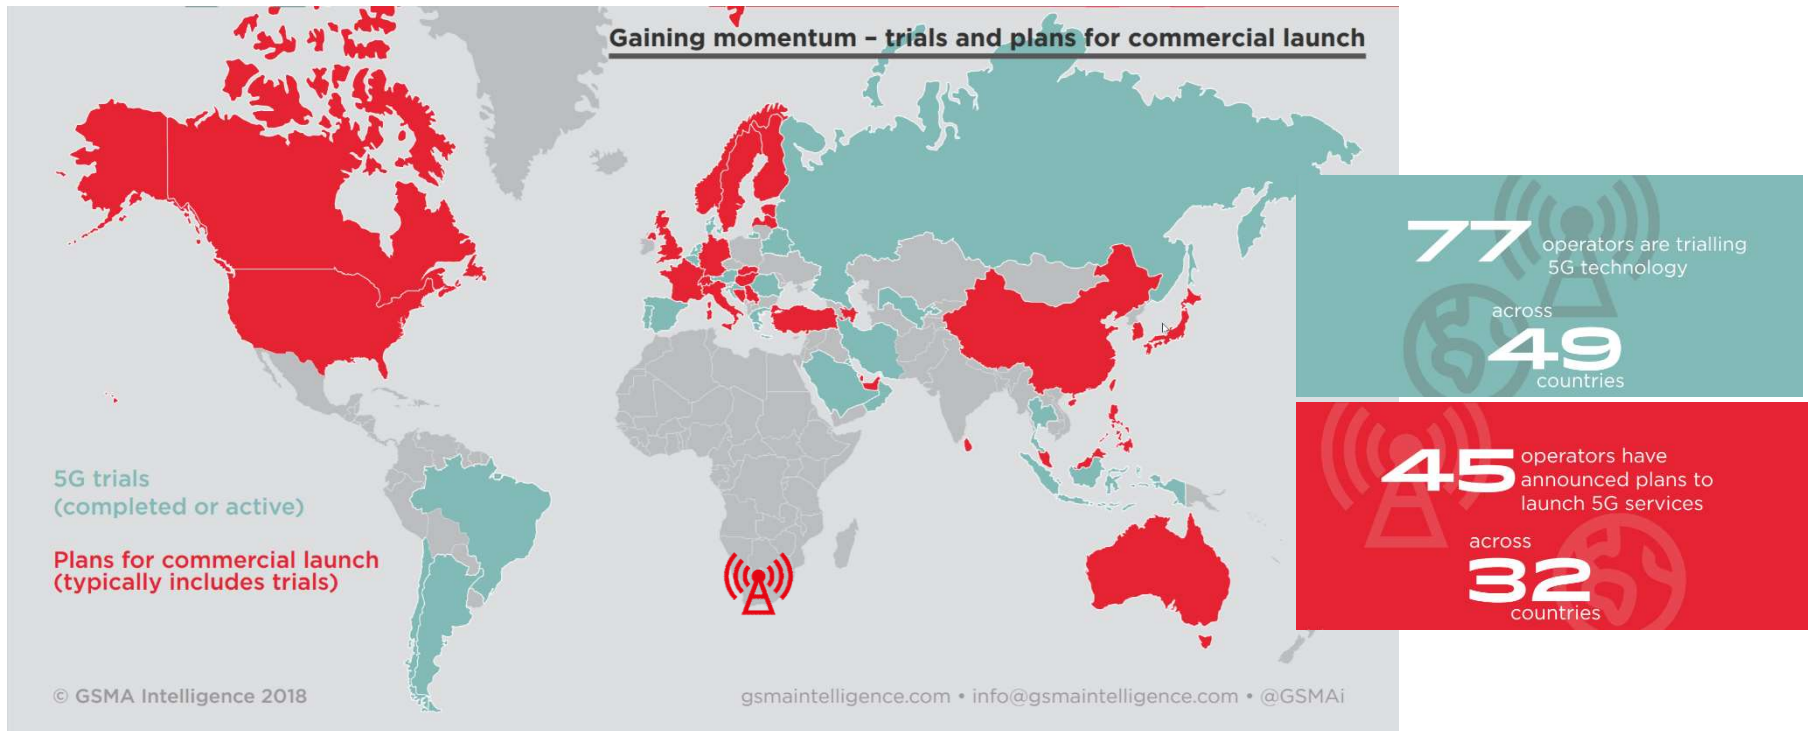 Gaining momentum – trials and plans for commercial launch
77 operators are trialling
5G technology
across
49
countries
45 operators have
announced plans to
launch 5G services
across
32
countries
5G trials
(completed or active)
Plans for commercial launch
(typically includes trials)
© GSMA Intelligence 2018
gsmaintelligence.com • info@gsmaintelligence.com • @GSMAi